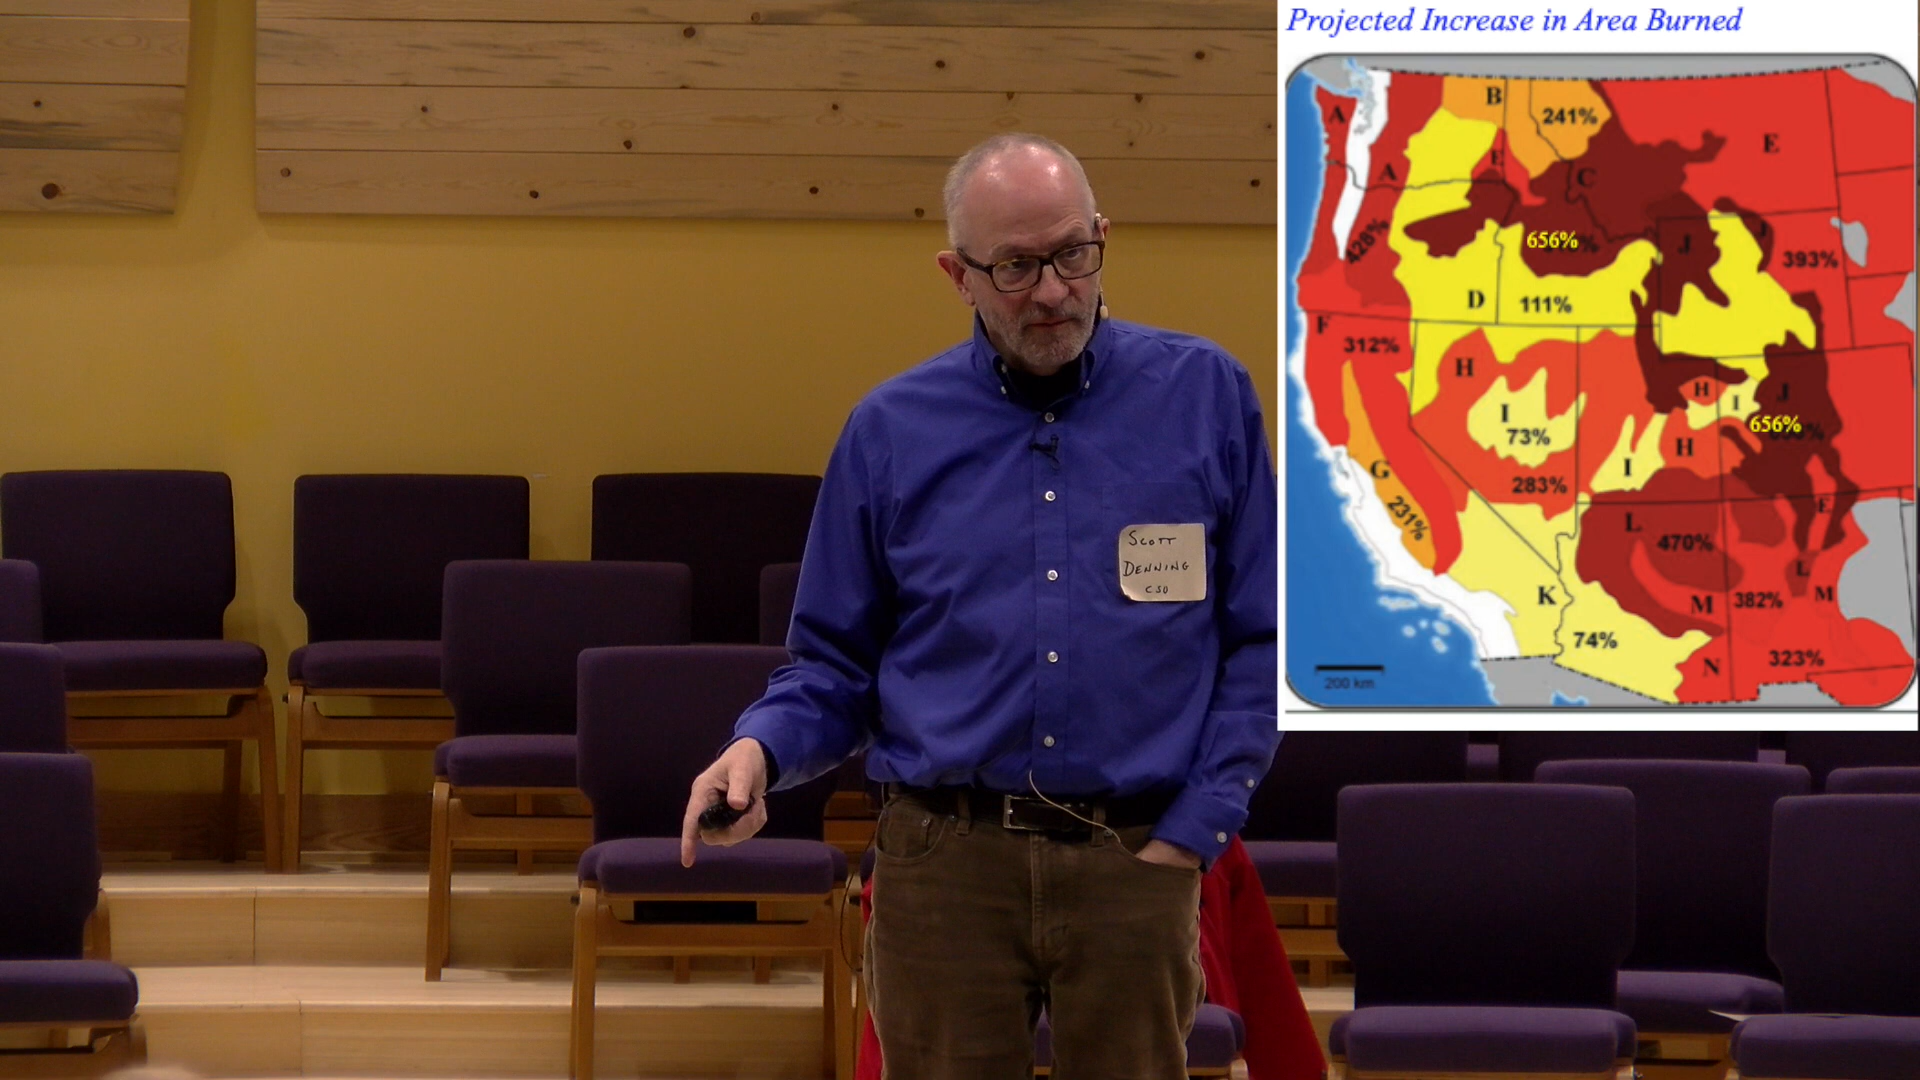 Projected Increase in Area Burned
A
B
241%
E
E
A
C
428%
656%
J
J
393%
D
111%
F
312%
H
H
J
I
I
656%
73%
G
H
I
283%
231%
E
L
470%
L
K
M
382%
M
74%
N
323%
200 km
SCOTT
DENNING
CSU